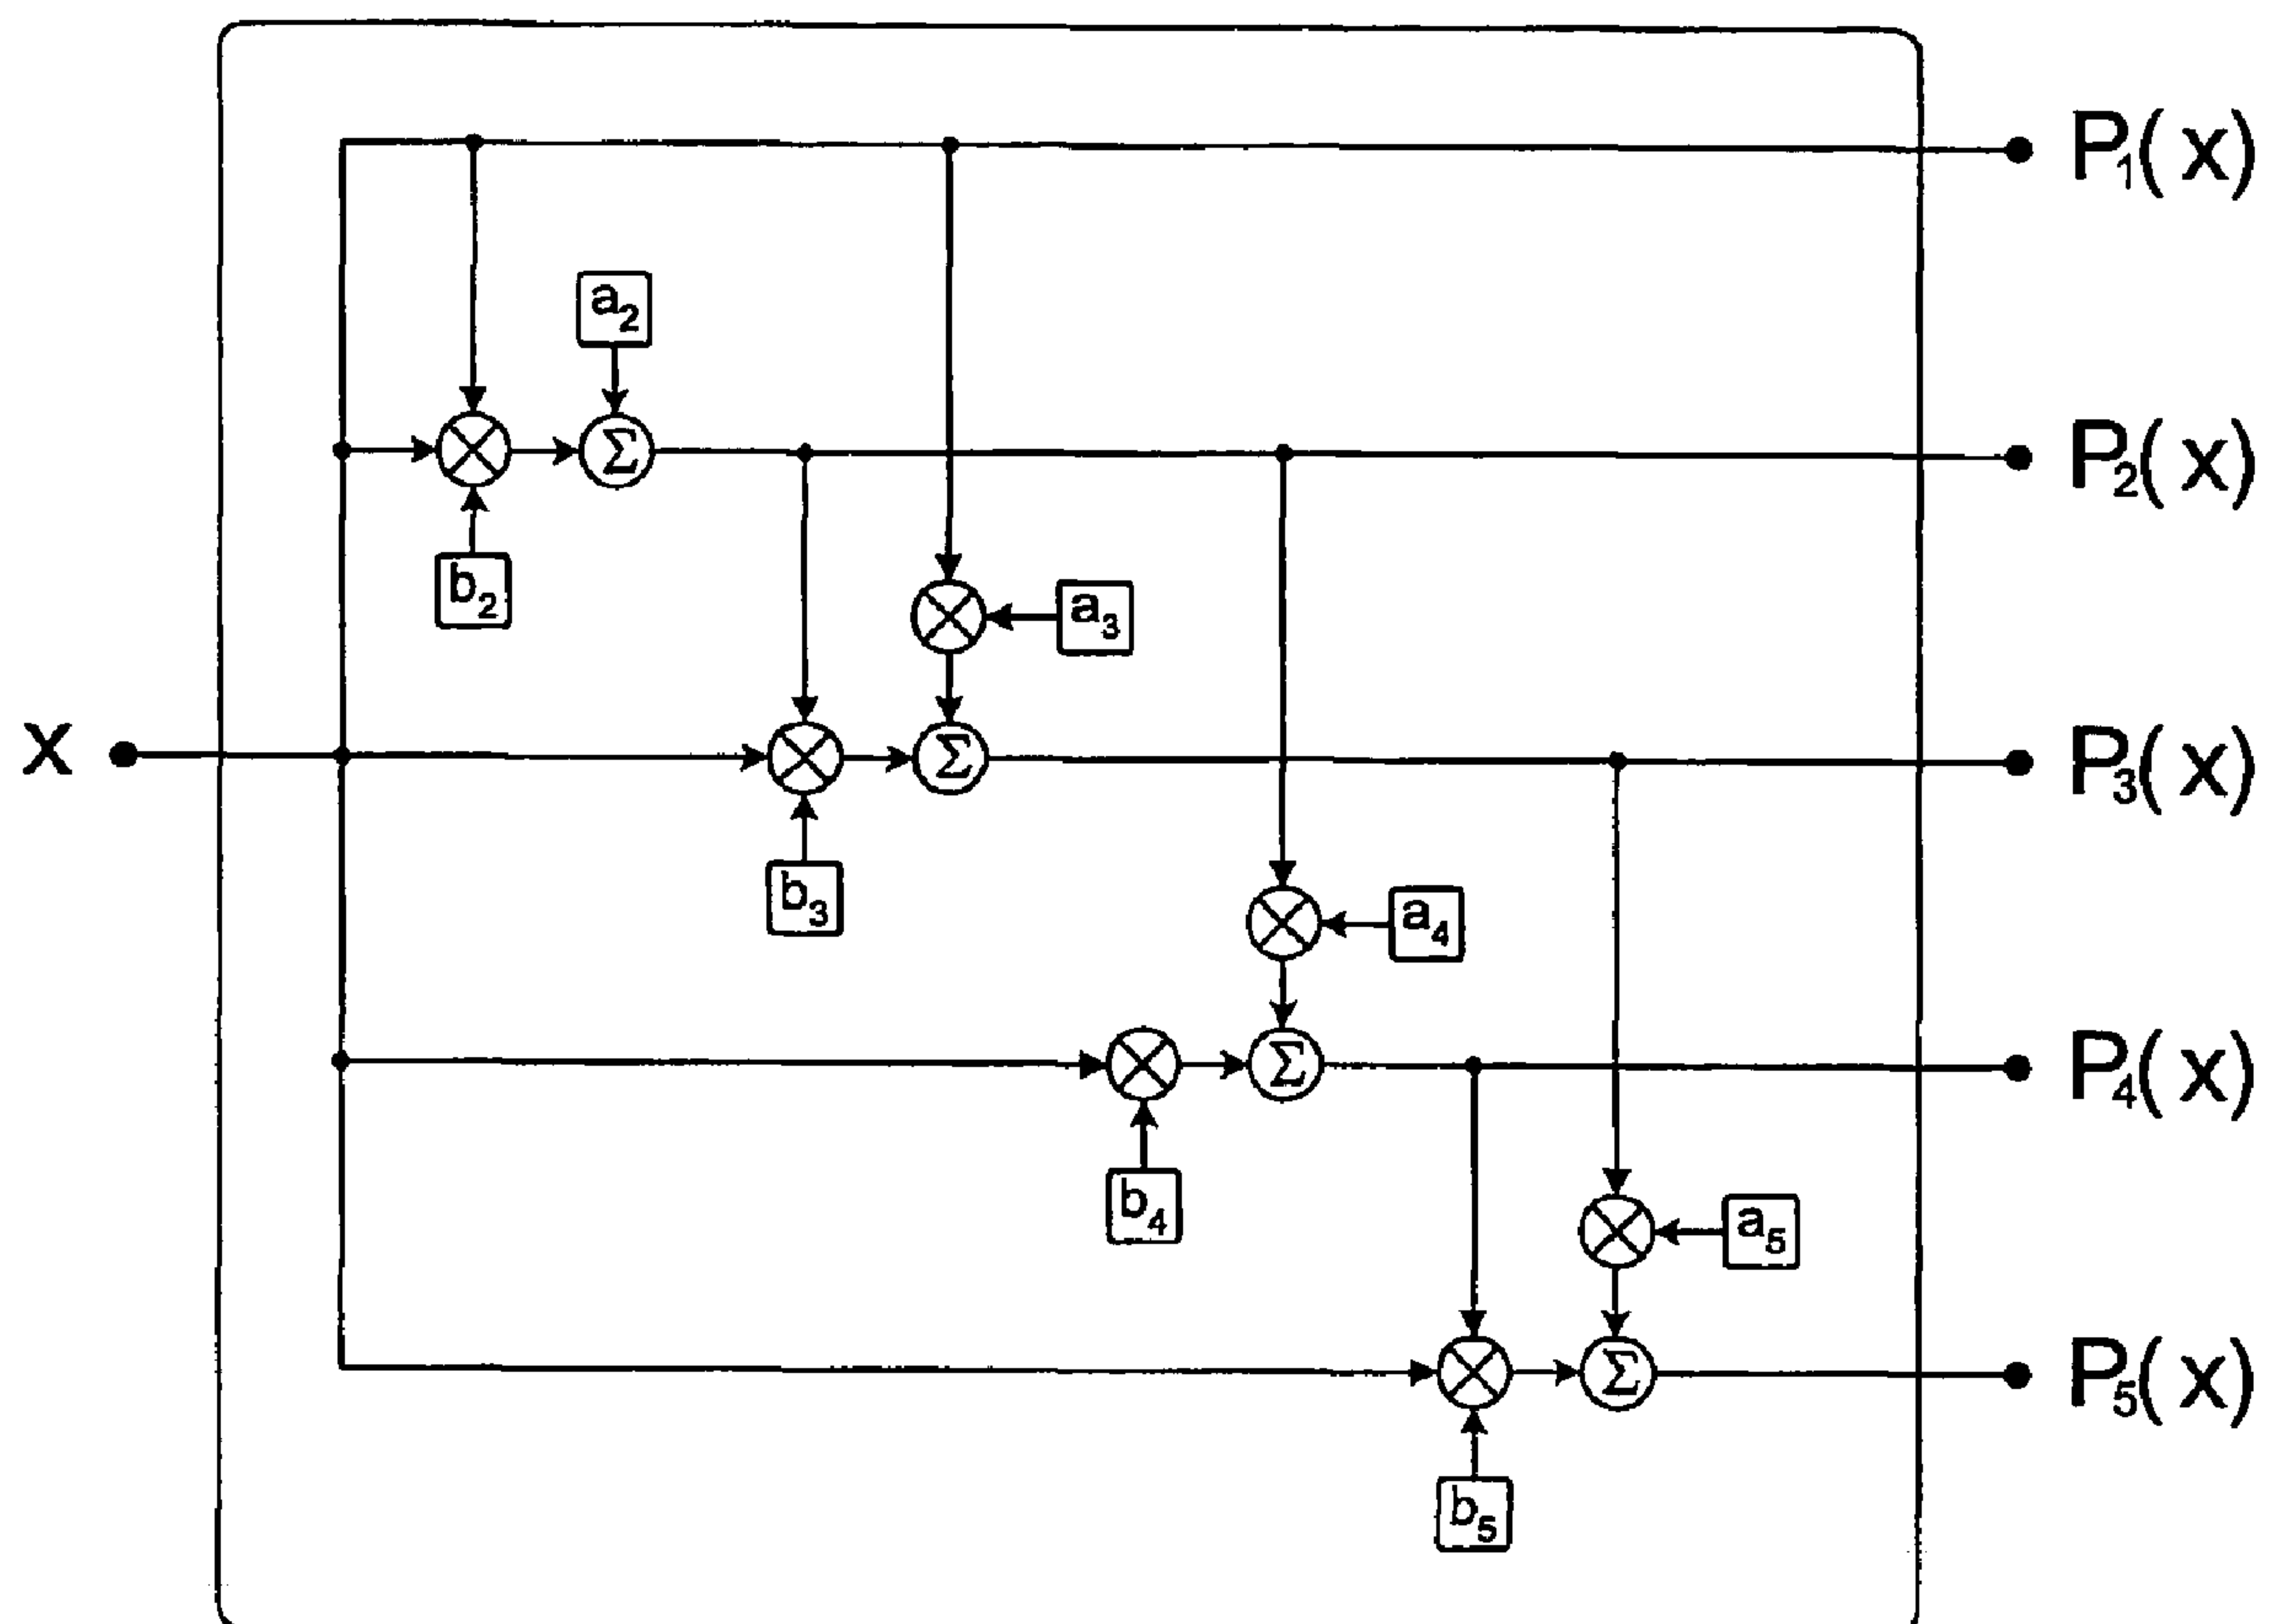 P₁(x)
a₂
P₂(x)
b₂
a₃
x
P₃(x)
b₃
a₄
P₄(x)
b₄
a₅
P₅(x)
b₅
Σ
Σ
Σ
Σ